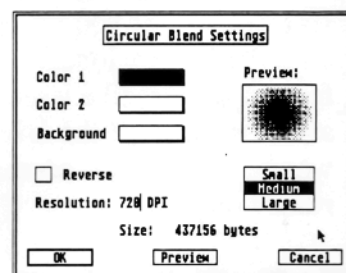 Circular Blend Settings
Color 1
Preview:
Color 2
Background
Reverse
Small
Medium
Resolution: 720 DPI
Large
Size: 437156 bytes
OK
Preview
Cancel